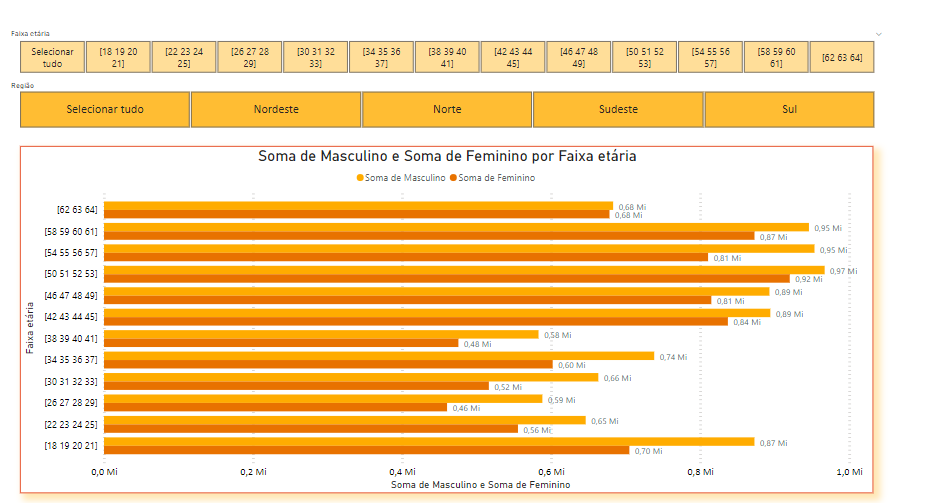 Faixa etária
Selecionar tudo
[18 19 20 21]
[22 23 24 25]
[26 27 28 29]
[30 31 32 33]
[34 35 36 37]
[38 39 40 41]
[42 43 44 45]
[46 47 48 49]
[50 51 52 53]
[54 55 56 57]
[58 59 60 61]
[62 63 64]
Região
Selecionar tudo
Nordeste
Norte
Sudeste
Sul
Soma de Masculino e Soma de Feminino por Faixa etária
Soma de Masculino Soma de Feminino
Faixa etária
[62 63 64] 0,68 Mi
0,68 Mi
[58 59 60 61] 0,95 Mi
0,87 Mi
[54 55 56 57] 0,95 Mi
0,81 Mi
[50 51 52 53] 0,97 Mi
0,92 Mi
[46 47 48 49] 0,89 Mi
0,81 Mi
[42 43 44 45] 0,89 Mi
0,84 Mi
[38 39 40 41] 0,58 Mi
0,48 Mi
[34 35 36 37] 0,74 Mi
0,60 Mi
[30 31 32 33] 0,66 Mi
0,52 Mi
[26 27 28 29] 0,59 Mi
0,46 Mi
[22 23 24 25] 0,65 Mi
0,56 Mi
[18 19 20 21] 0,87 Mi
0,70 Mi
0,0 Mi 0,2 Mi 0,4 Mi 0,6 Mi 0,8 Mi 1,0 Mi
Soma de Masculino e Soma de Feminino